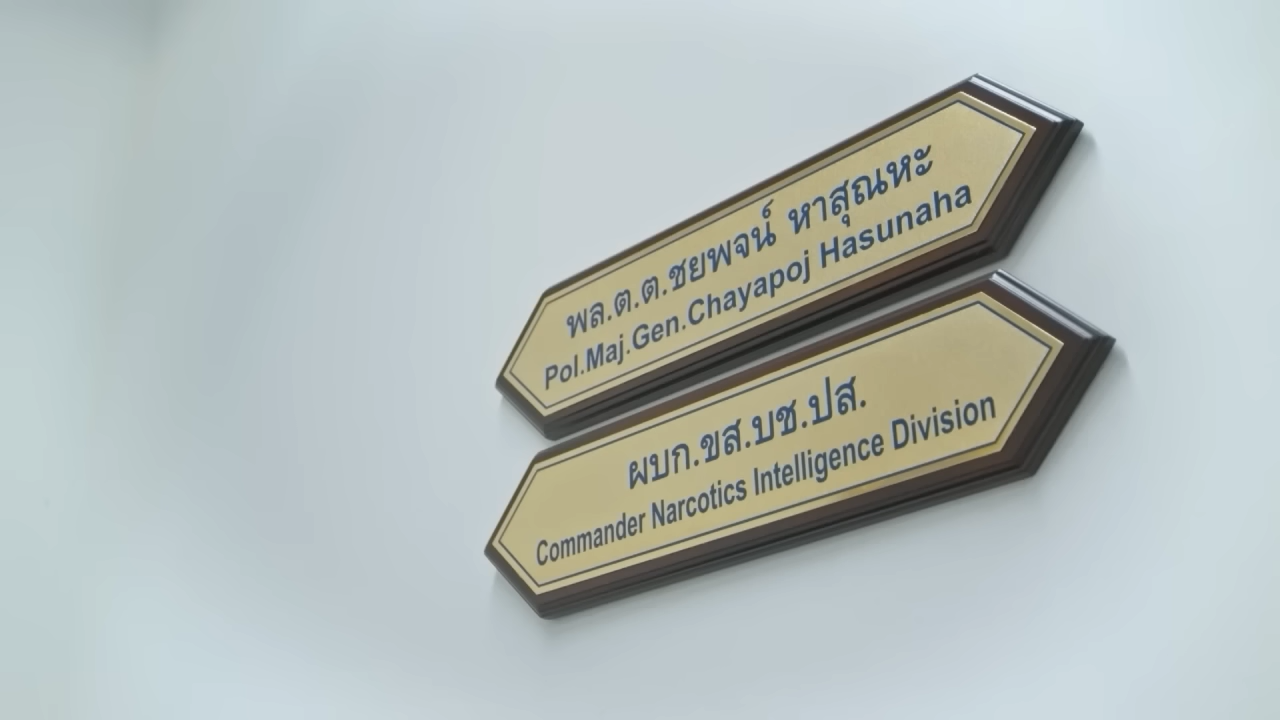 พล.ต.ต.ชยพจน์ หาสุณหะ
Pol.Maj.Gen.Chayapoj Hasunaha
ผบก.ขส.บช.ปส.
Commander Narcotics Intelligence Division